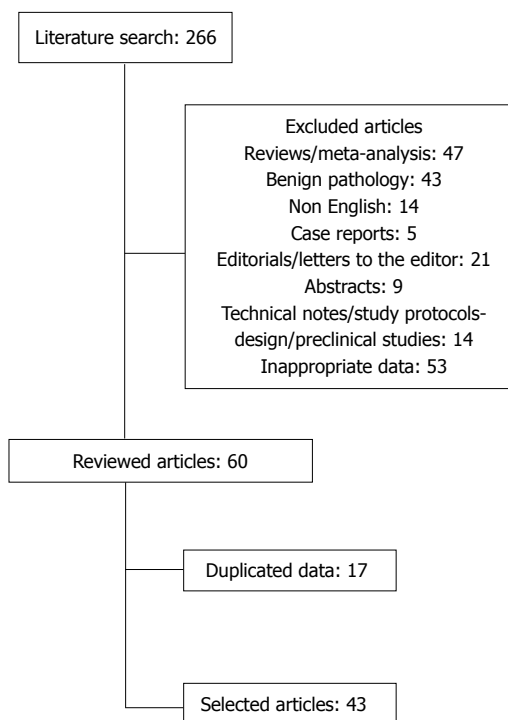 Literature search: 266
Excluded articles
Reviews/meta-analysis: 47
Benign pathology: 43
Non English: 14
Case reports: 5
Editorials/letters to the editor: 21
Abstracts: 9
Technical notes/study protocols-
design/preclinical studies: 14
Inappropriate data: 53
Reviewed articles: 60
Duplicated data: 17
Selected articles: 43